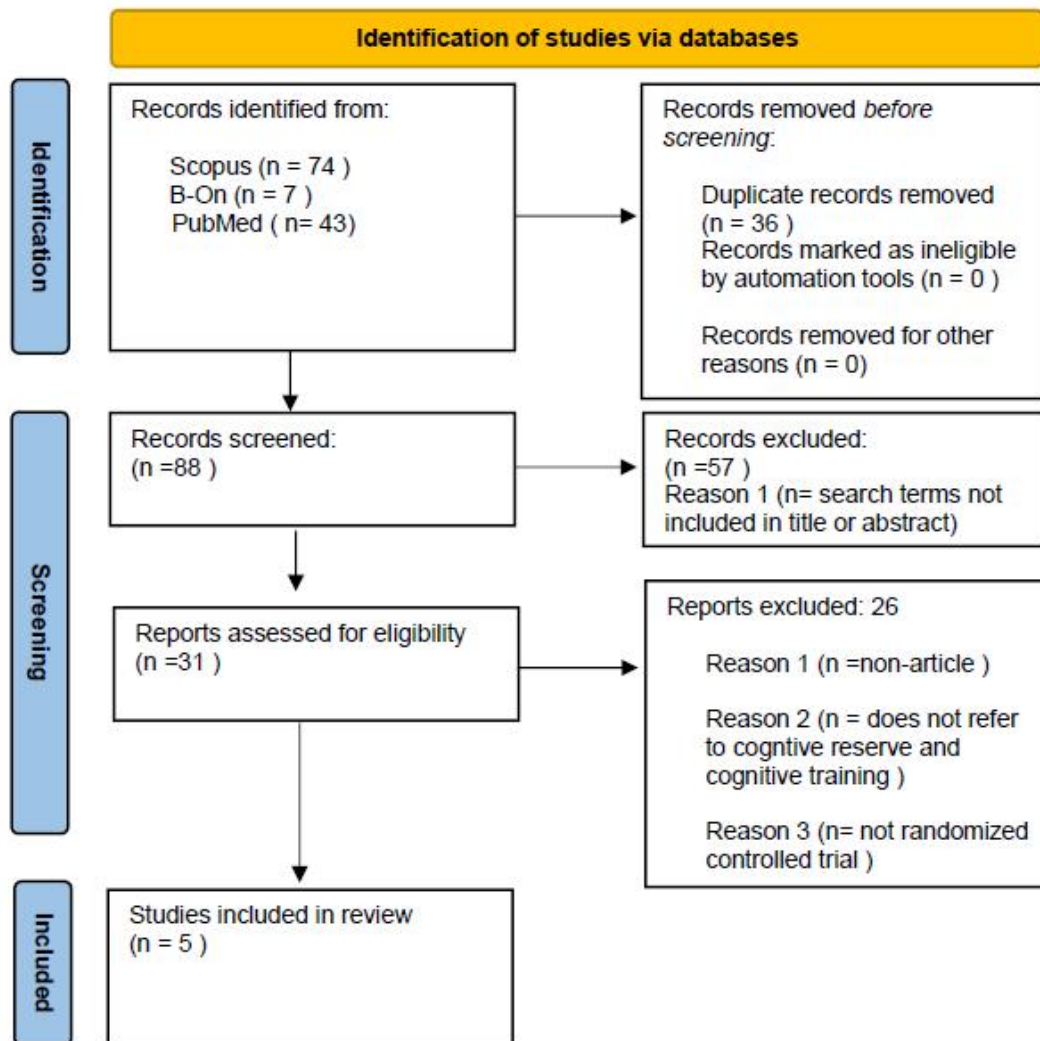 Identification of studies via databases
Identification
Records identified from:
Scopus (n = 74 )
B-On (n = 7 )
PubMed ( n= 43)
Records removed before
screening:
Duplicate records removed
(n = 36 )
Records marked as ineligible
by automation tools (n = 0 )
Records removed for other
reasons (n = 0)
Screening
Records screened:
(n =88 )
Records excluded:
(n =57 )
Reason 1 (n= search terms not
included in title or abstract)
Reports assessed for eligibility
(n =31 )
Reports excluded: 26
Reason 1 (n =non-article )
Reason 2 (n = does not refer
to cogntive reserve and
cognitive training )
Reason 3 (n= not randomized
controlled trial )
Included
Studies included in review
(n = 5 )